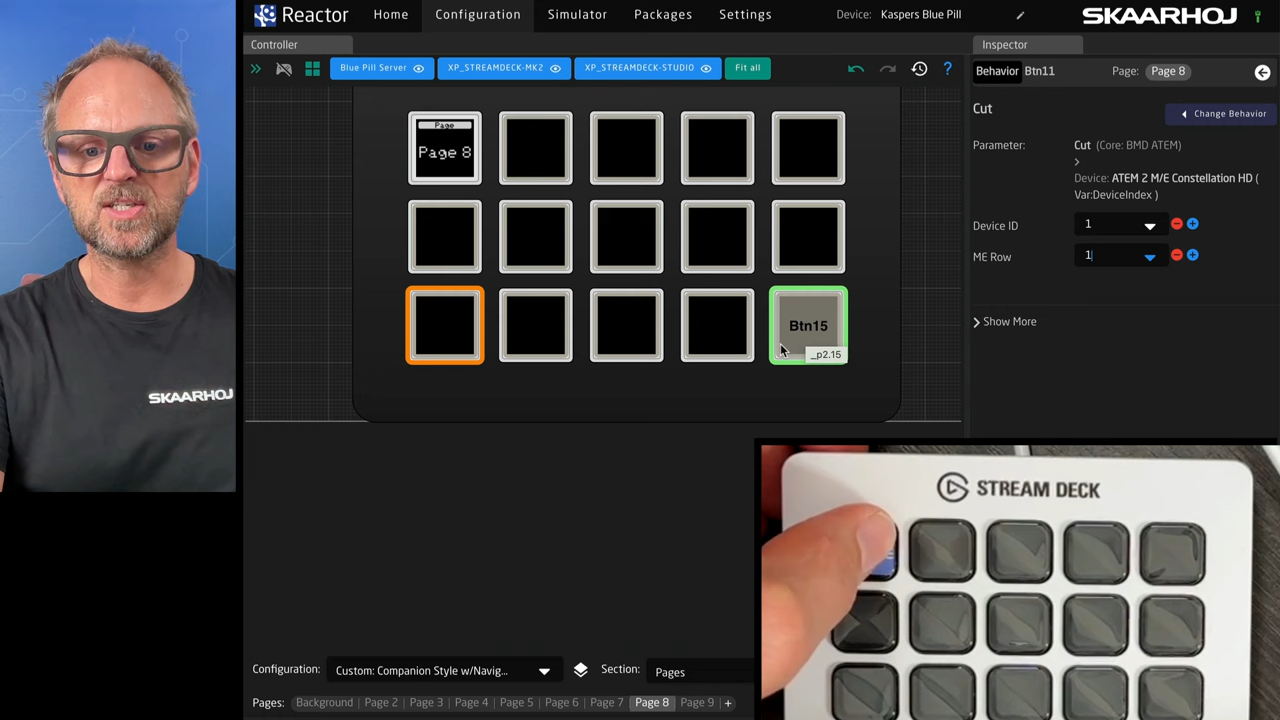 Reactor
Home
Configuration
Simulator
Packages
Settings
Device:
Kaspers Blue Pill
SKAARHOJ
Controller
Inspector
Blue Pill Server
XP_STREAMDECK-MK2
XP_STREAMDECK-STUDIO
Fit all
?
Behavior
Btn11
Page:
Page 8
Cut
Change Behavior
Parameter:
Cut (Core: BMD ATEM)
>
Device: ATEM 2 M/E Constellation HD (
Var:DeviceIndex )
Device ID
1
ME Row
1
Show More
Page
Page 8
Btn15
_p2.15
SKAARHOJ
STREAM DECK
Configuration:
Custom: Companion Style w/Navig...
Section:
Pages
Pages:
Background
Page 2
Page 3
Page 4
Page 5
Page 6
Page 7
Page 8
Page 9
+